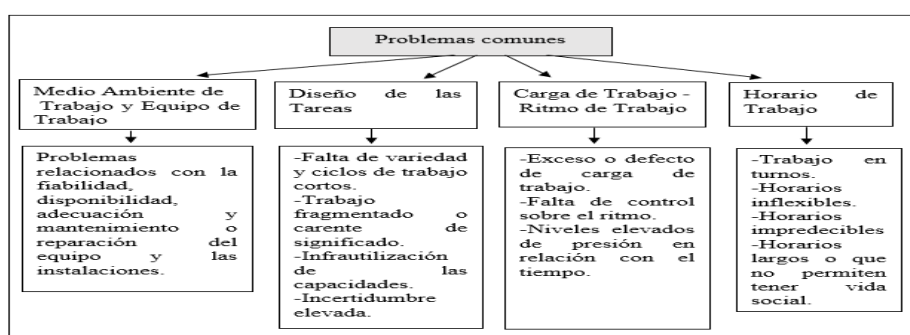 Problemas comunes
Medio Ambiente de
Trabajo y Equipo de
Trabajo
Diseño de las
Tareas
Carga de Trabajo -
Ritmo de Trabajo
Horario de
Trabajo
Problemas
relacionados con la
fiabilidad,
disponibilidad,
adecuación y
mantenimiento o
reparación del
equipo y las
instalaciones.
-Falta de variedad
y ciclos de trabajo
cortos.
-Trabajo
fragmentado o
carente de
significado.
-Infrautilización
de las
capacidades.
-Incertidumbre
elevada.
-Exceso o defecto
de carga de
trabajo.
-Falta de control
sobre el ritmo.
-Niveles elevados
de presión en
relación con el
tiempo.
-Trabajo en
turnos.
-Horarios
inflexibles.
-Horarios
impredecibles
-Horarios
largos o que
no permiten
tener vida
social.